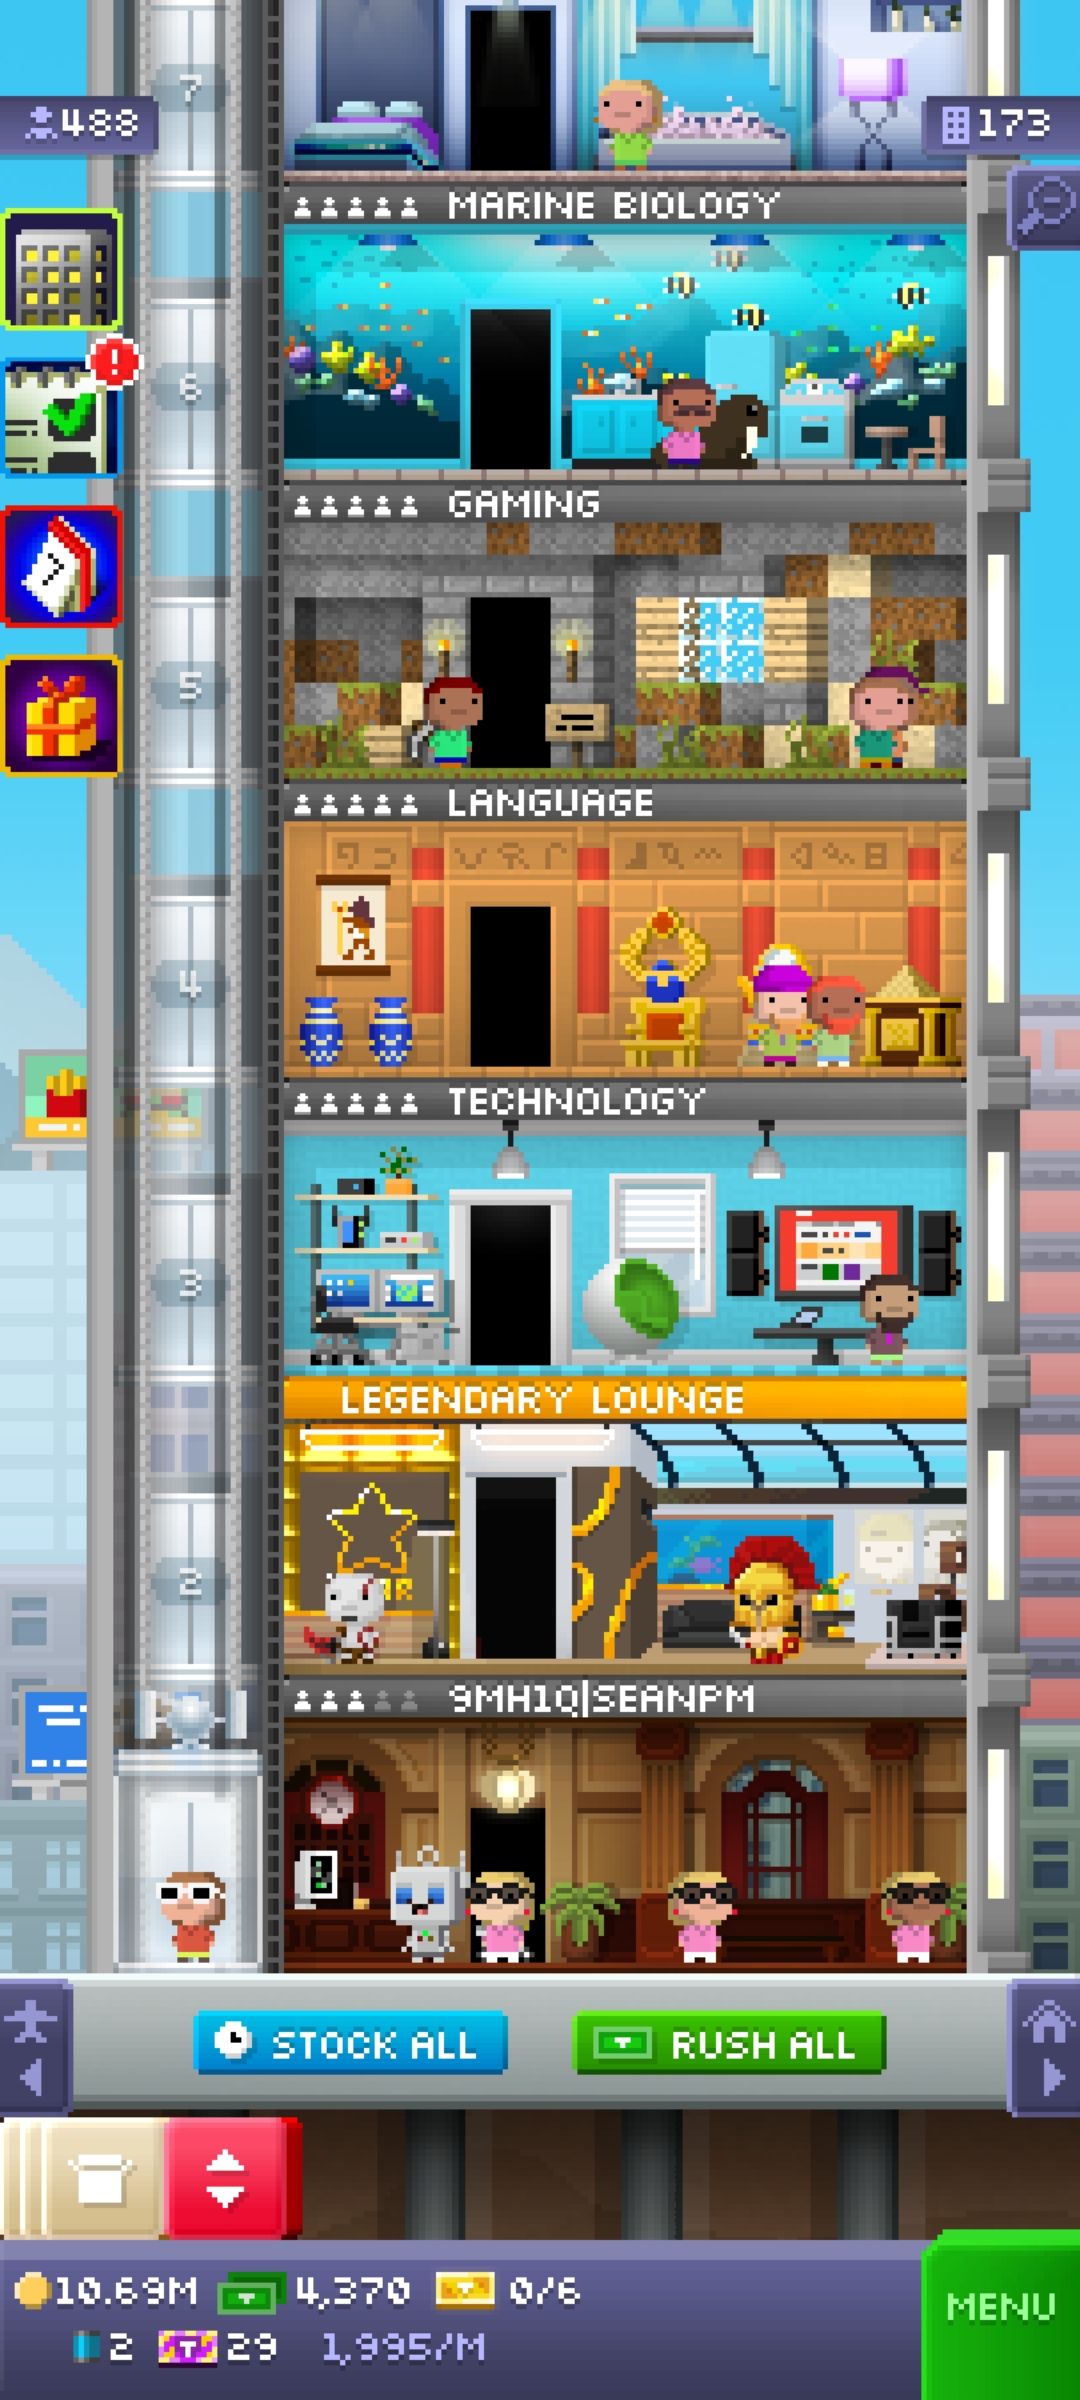 7
488
173
MARINE BIOLOGY
6
GAMING
7
5
LANGUAGE
4
TECHNOLOGY
3
LEGENDARY LOUNGE
2
9MH1Q|SEANPM
STOCK ALL
RUSH ALL
10.69M 4,370 0/6
2 29 1,995/M
MENU